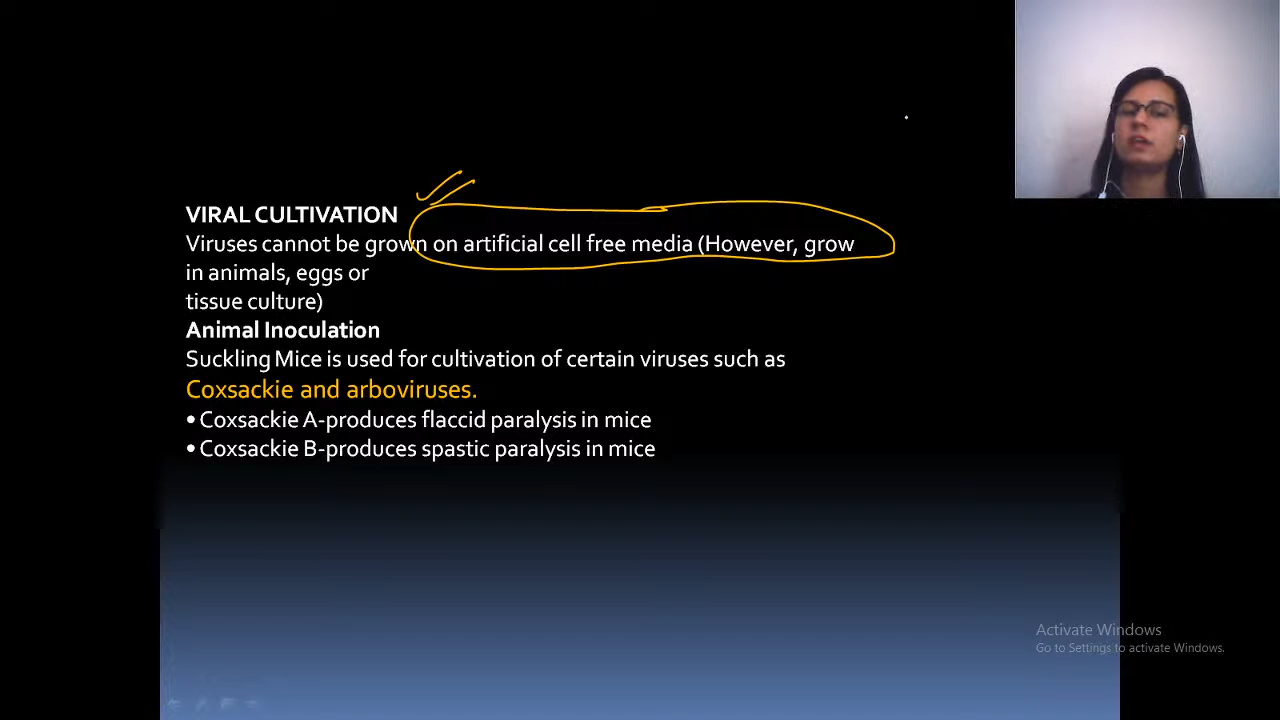 VIRAL CULTIVATION
Viruses cannot be grown on artificial cell free media (However, grow
in animals, eggs or
tissue culture)
Animal Inoculation
Suckling Mice is used for cultivation of certain viruses such as
Coxsackie and arboviruses.
• Coxsackie A-produces flaccid paralysis in mice
• Coxsackie B-produces spastic paralysis in mice
Activate Windows
Go to Settings to activate Windows.